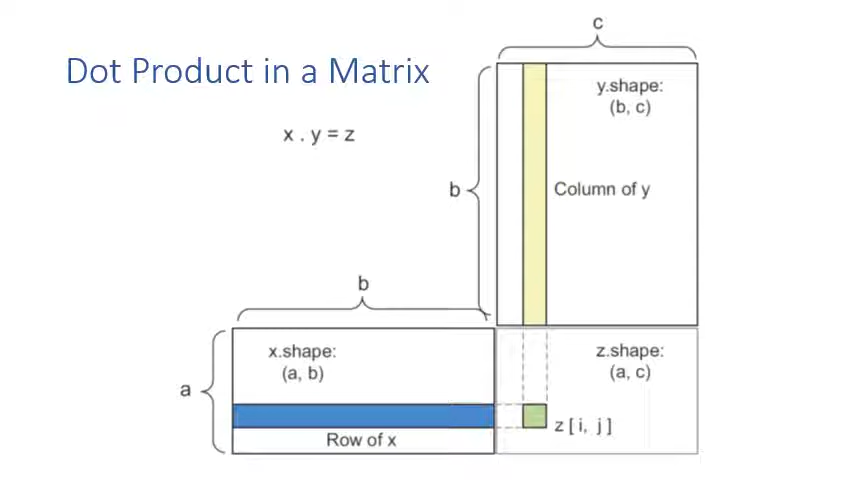 c
Dot Product in a Matrix
y.shape:
(b, c)
x . y = z
b
Column of y
b
x.shape:
(a, b)
z.shape:
(a, c)
a
z [ i, j ]
Row of x